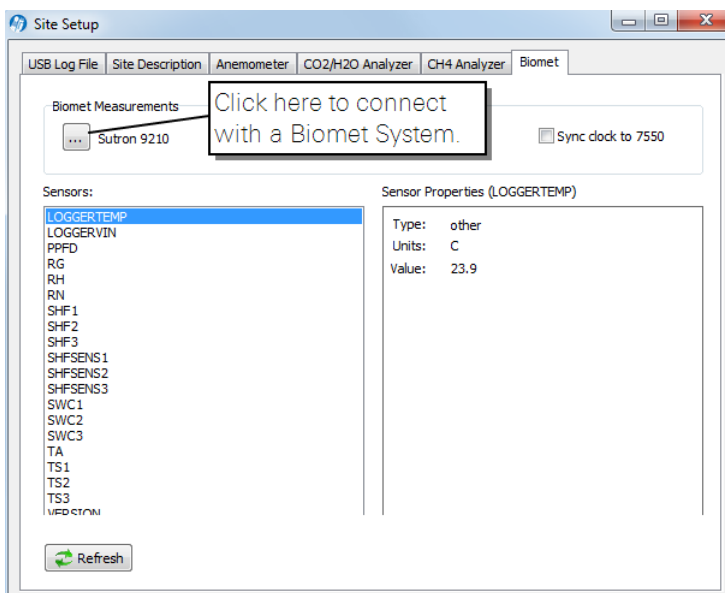 Site Setup
USB Log File Site Description Anemometer CO2/H2O Analyzer CH4 Analyzer Biomet
Biomet Measurements
Click here to connect
with a Biomet System.
... Sutron 9210
Sync clock to 7550
Sensors:
Sensor Properties (LOGGERTEMP)
LOGGERTEMP
LOGGERVIN
PPFD
RG
RH
RN
SHF1
SHF2
SHF3
SHFSENS1
SHFSENS2
SHFSENS3
SWC1
SWC2
SWC3
TA
TS1
TS2
TS3
VERSION
Type: other
Units: C
Value: 23.9
Refresh